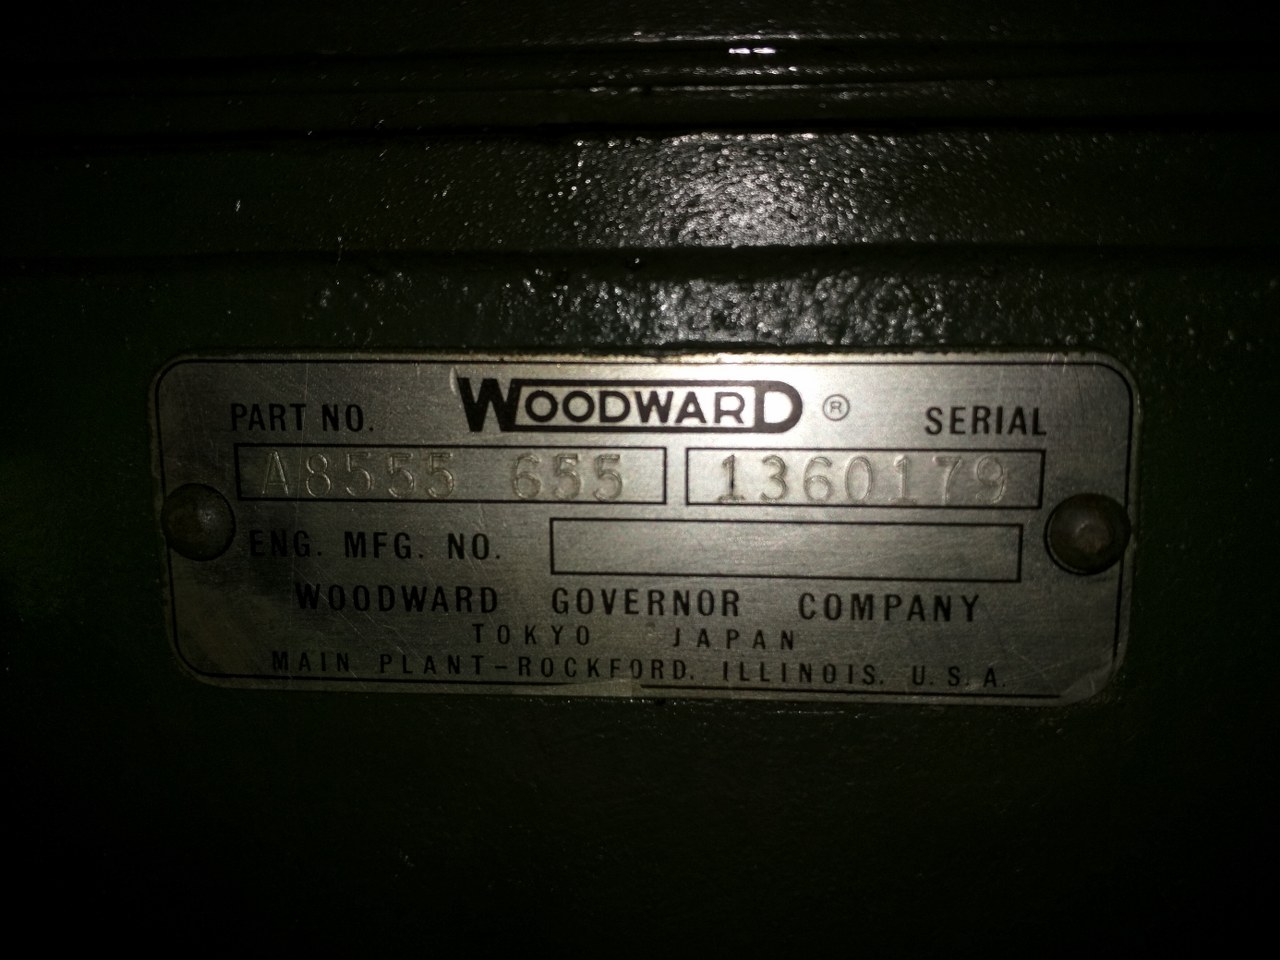 PART NO. WOODWARD ® SERIAL
A8555 655 1360179
ENG. MFG. NO.
WOODWARD GOVERNOR COMPANY
TOKYO JAPAN
MAIN PLANT-ROCKFORD, ILLINOIS, U.S.A.